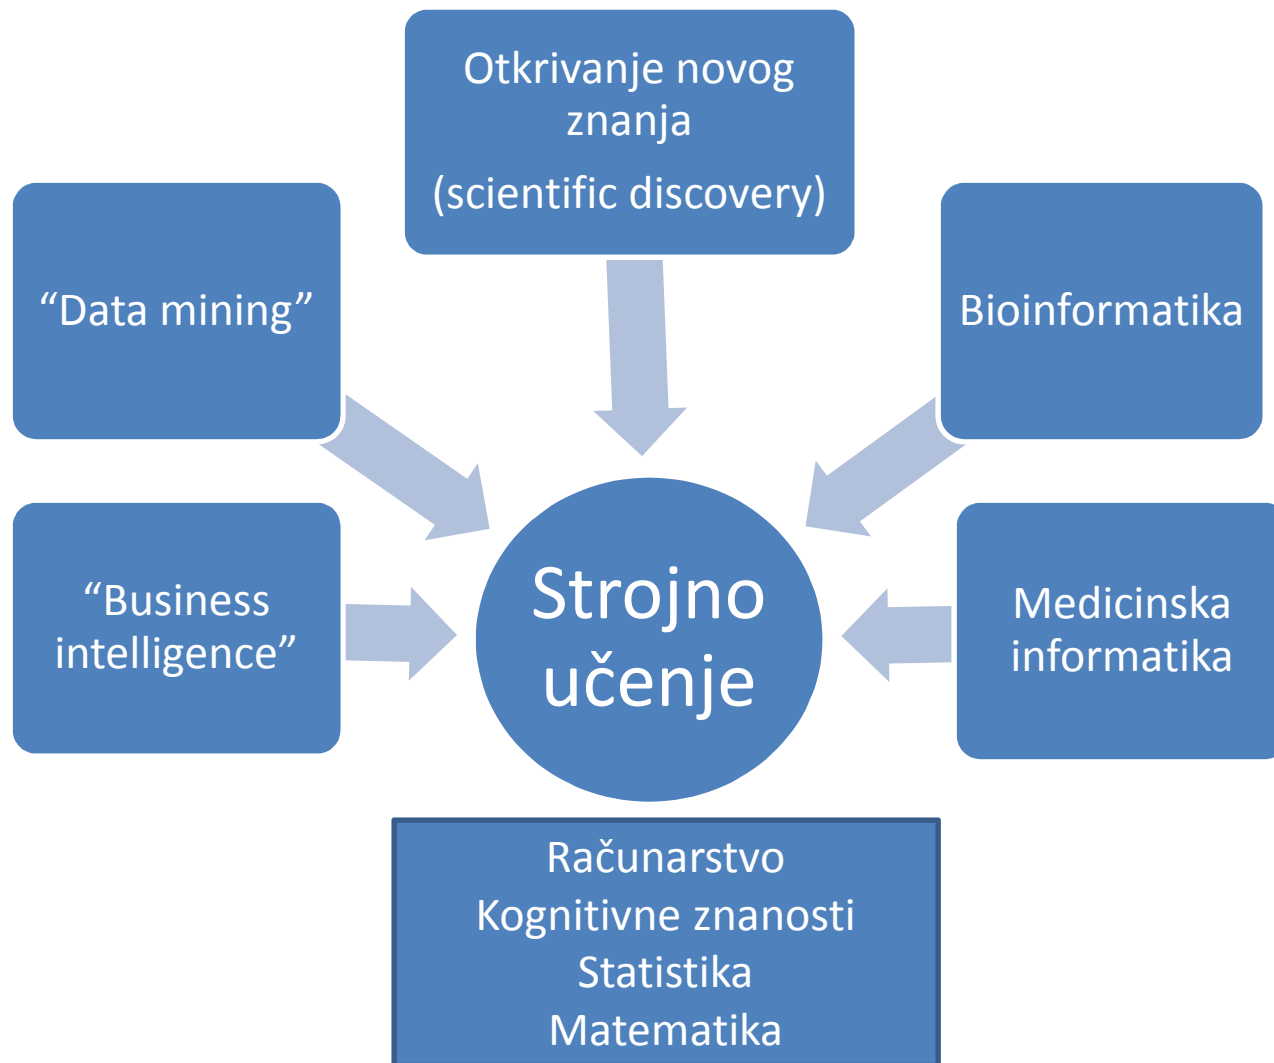 Otkrivanje novog
znanja
(scientific discovery)
“Data mining”
Bioinformatika
“Business
intelligence”
Strojno
učenje
Medicinska
informatika
Računarstvo
Kognitivne znanosti
Statistika
Matematika